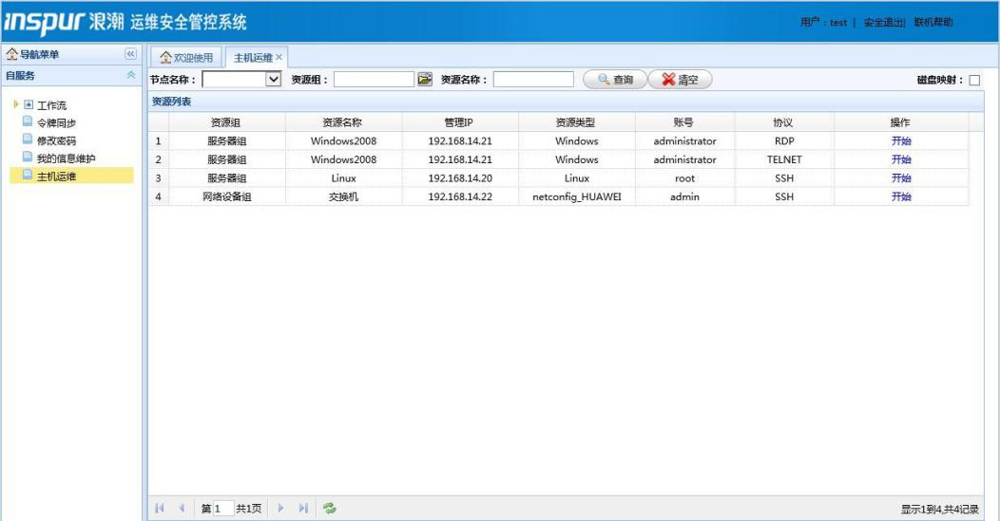 inspur 浪潮 运维安全管控系统
用户：test | 安全退出| 联机帮助
导航菜单
自服务
工作流
令牌同步
修改密码
我的信息维护
主机运维
欢迎使用 主机运维
节点名称： 资源组： 资源名称： 查询 清空 磁盘映射：
资源列表
资源组 资源名称 管理IP 资源类型 账号 协议 操作
1 服务器组 Windows2008 192.168.14.21 Windows administrator RDP 开始
2 服务器组 Windows2008 192.168.14.21 Windows administrator TELNET 开始
3 服务器组 Linux 192.168.14.20 Linux root SSH 开始
4 网络设备组 交换机 192.168.14.22 netconfig_HUAWEI admin SSH 开始
第 1 共1页
显示1到4,共4记录